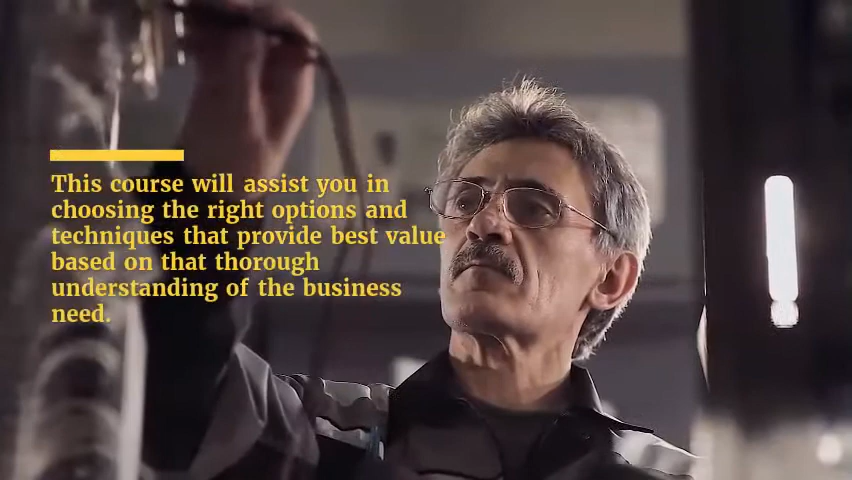 This course will assist you in
choosing the right options and
techniques that provide best value
based on that thorough
understanding of the business
need.